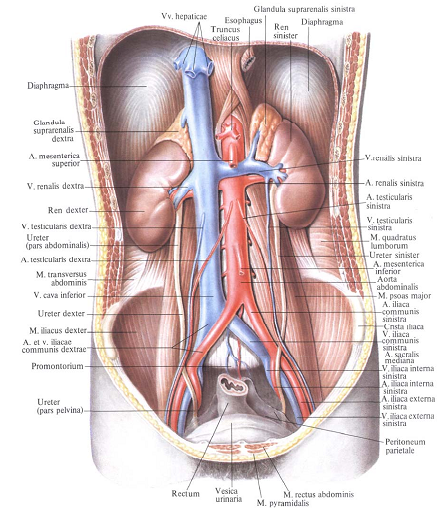 Glandula suprarenalis sinistra
Esophagus
Diaphragma
Vv. hepaticae
Truncus
celiacus
Ren
sinister
Diaphragma
Glandula
suprarenalis
dextra
A. mesenterica
superior
V. renalis dextra
Ren dexter
V. testicularis dextra
Ureter
(pars abdominalis)
A. testicularis dextra
M. transversus
abdominis
V. cava inferior
Ureter dexter
M. iliacus dexter
A. et v. iliacae
communis dextrae
Promontorium
Ureter
(pars pelvina)
V. renalis sinistra
A. renalis sinistra
A. testicularis
sinistra
V. testicularis
sinistra
M. quadratus
lumborum
Ureter sinister
A. mesenterica
inferior
Aorta
abdominalis
M. psoas major
A. iliaca
communis
sinistra
Crista iliaca
V. iliaca
communis
sinistra
A. sacralis
mediana
V. iliaca interna
sinistra
A. iliaca interna
sinistra
A. iliaca externa
sinistra
V. iliaca externa
sinistra
Peritoneum
parietale
Rectum
Vesica
urinaria
M. rectus abdominis
M. pyramidalis